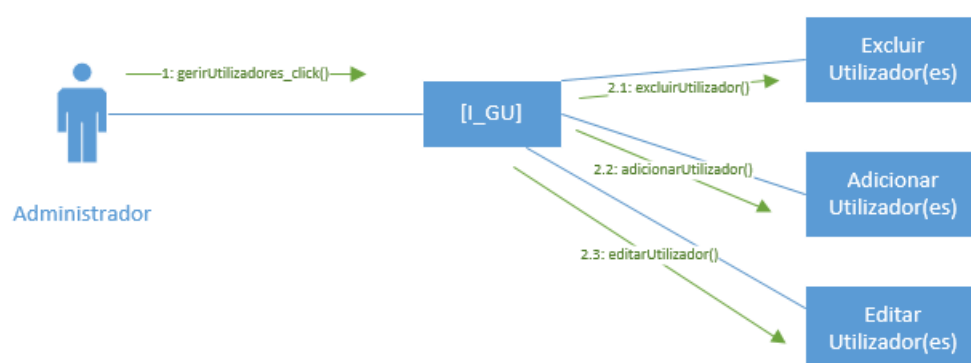 1: gerirUtilizadores_click()
Administrador
[I_GU]
2.1: excluirUtilizador()
2.2: adicionarUtilizador()
2.3: editarUtilizador()
Excluir
Utilizador(es)
Adicionar
Utilizador(es)
Editar
Utilizador(es)